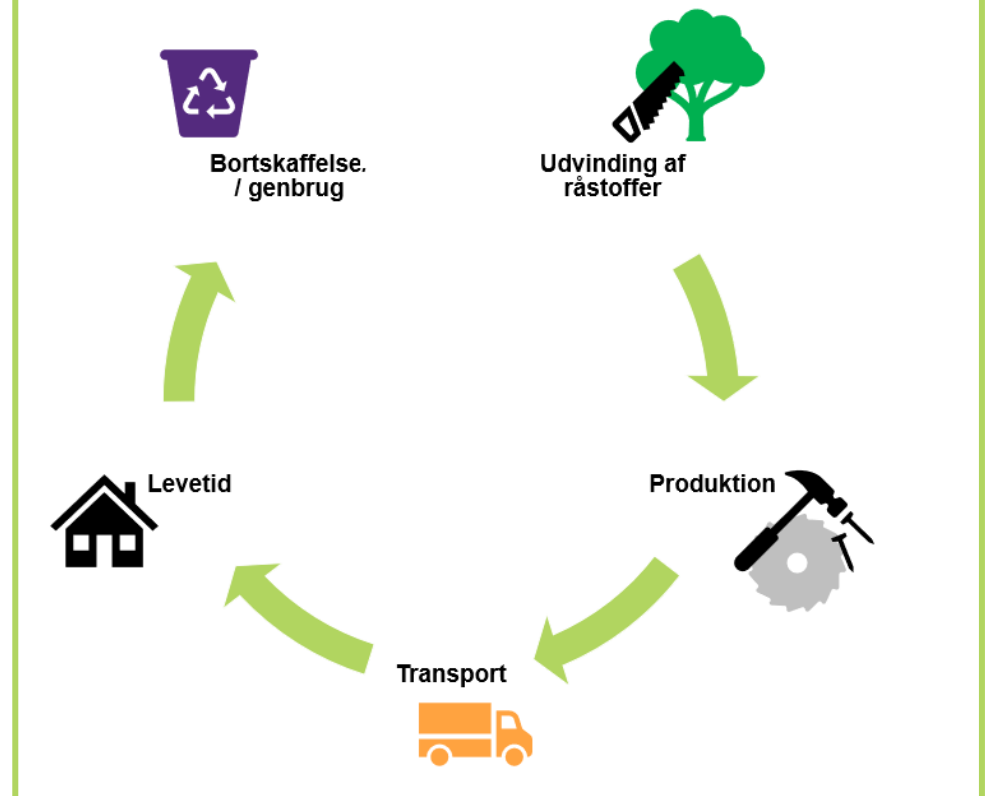 Bortskaffelse.
/ genbrug
Udvinding af
råstoffer
Levetid
Produktion
Transport